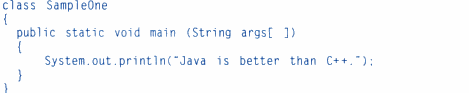 class SampleOne
{
public static void main (String args[ ])
{
System.out.println("Java is better than C++.");
}
}